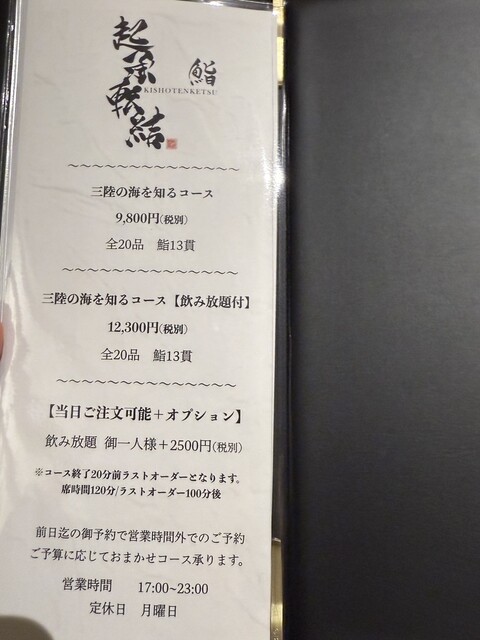 起承転結
鮨
KISHOTENKETSU
三陸の海を知るコース
9,800円(税別)
全20品 鮨13貫
三陸の海を知るコース【飲み放題付】
12,300円(税別)
全20品 鮨13貫
【当日ご注文可能＋オプション】
飲み放題 御一人様＋2500円(税別)
※コース終了20分前ラストオーダーとなります。
席時間120分/ラストオーダー100分後
前日迄の御予約で営業時間外でのご予約
ご予算に応じておまかせコース承ります。
営業時間 17:00~23:00
定休日 月曜日